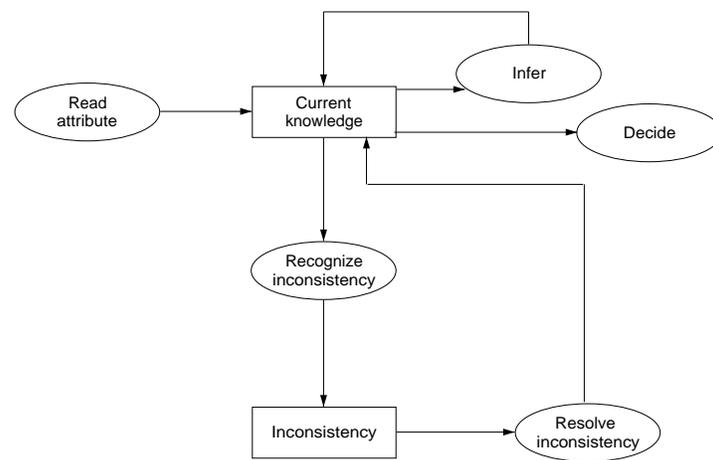 Infer
Read
attribute
Current
knowledge
Decide
Recognize
inconsistency
Inconsistency
Resolve
inconsistency